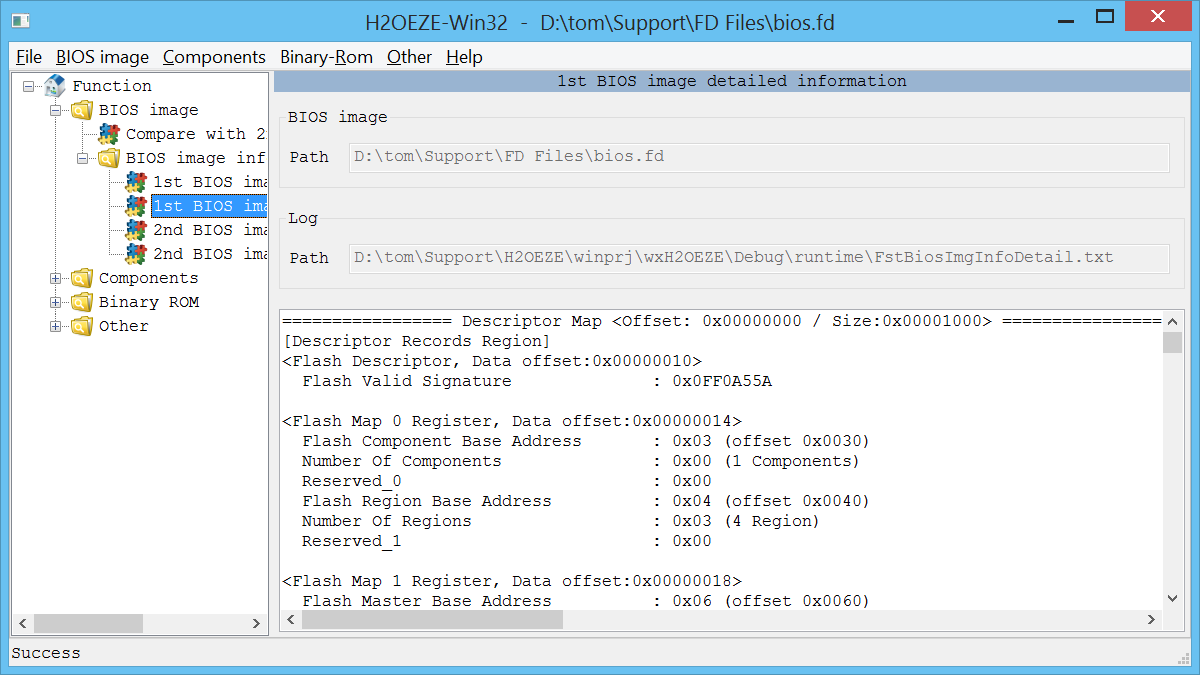 H2OEZE-Win32 - D:\tom\Support\FD Files\bios.fd
File BIOS image Components Binary-Rom Other Help
Function
BIOS image
Compare with 2
BIOS image inf
1st BIOS ima
1st BIOS ima
2nd BIOS ima
2nd BIOS ima
Components
Binary ROM
Other
1st BIOS image detailed information
BIOS image
Path D:\tom\Support\FD Files\bios.fd
Log
Path D:\tom\Support\H2OEZE\winprj\wxH2OEZE\Debug\runtime\FstBiosImgInfoDetail.txt
================= Descriptor Map <Offset: 0x00000000 / Size:0x00001000> ================
[Descriptor Records Region]
<Flash Descriptor, Data offset:0x00000010>
Flash Valid Signature : 0x0FF0A55A
<Flash Map 0 Register, Data offset:0x00000014>
Flash Component Base Address : 0x03 (offset 0x0030)
Number Of Components : 0x00 (1 Components)
Reserved_0 : 0x00
Flash Region Base Address : 0x04 (offset 0x0040)
Number Of Regions : 0x03 (4 Region)
Reserved_1 : 0x00
<Flash Map 1 Register, Data offset:0x00000018>
Flash Master Base Address : 0x06 (offset 0x0060)
Success